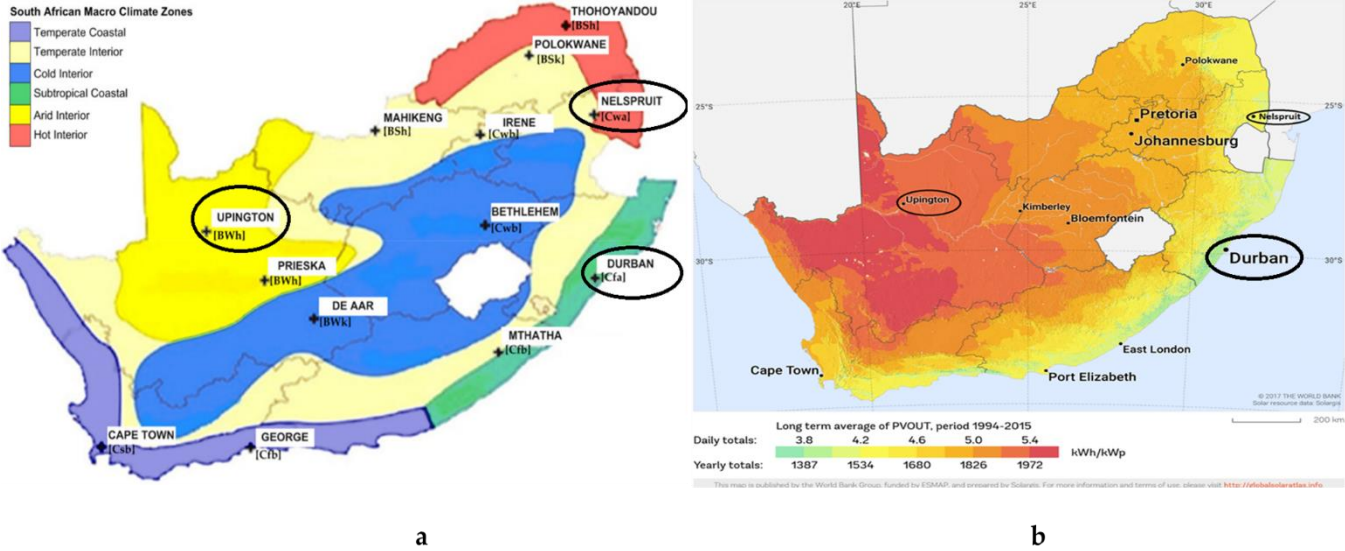 South African Macro Climate Zones
Temperate Coastal
Temperate Interior
Cold Interior
Subtropical Coastal
Arid Interior
Hot Interior
THOHOYANDOU
[BSh]
POLOKWANE
[BSk]
NELSPRUIT
[Cwa]
MAHIKENG
[BSh]
IRENE
[Cwb]
UPINGTON
[BWh]
BETHLEHEM
[Cwb]
PRIESKA
[BWh]
DURBAN
[Cfa]
DE AAR
[BWk]
MTHATHA
[Cfb]
CAPE TOWN
[Csb]
GEORGE
[Cfb]
a
20°E 25°E 30°E
Polokwane
25°S 25°S
Pretoria
Nelspruit
Johannesburg
Upington
Kimberley
Bloemfontein
Durban
30°S 30°S
East London
Cape Town
Port Elizabeth
© 2017 THE WORLD BANK
Solar resource data: Solargis
200 km
Long term average of PVOUT, period 1994-2015
Daily totals: 3.8 4.2 4.6 5.0 5.4
kWh/kWp
Yearly totals: 1387 1534 1680 1826 1972
This map is published by the World Bank Group, funded by ESMAP, and prepared by Solargis. For more information and terms of use, please visit http://globalsolaratlas.info
b